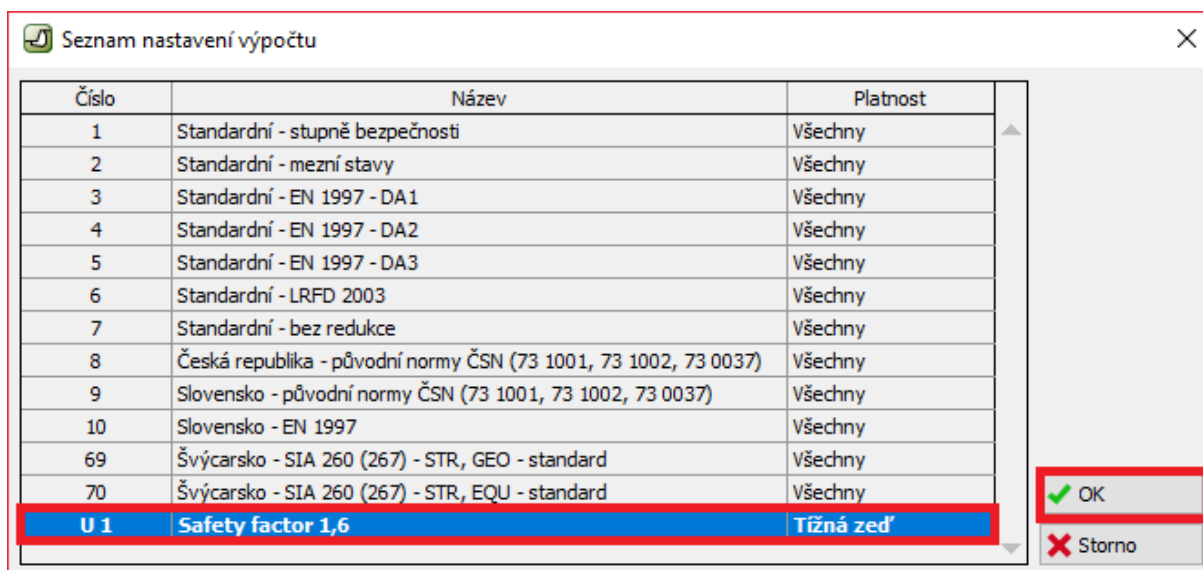 Seznam nastavení výpočtu
Číslo Název Platnost
1 Standardní - stupně bezpečnosti Všechny
2 Standardní - mezní stavy Všechny
3 Standardní - EN 1997 - DA1 Všechny
4 Standardní - EN 1997 - DA2 Všechny
5 Standardní - EN 1997 - DA3 Všechny
6 Standardní - LRFD 2003 Všechny
7 Standardní - bez redukce Všechny
8 Česká republika - původní normy ČSN (73 1001, 73 1002, 73 0037) Všechny
9 Slovensko - původní normy ČSN (73 1001, 73 1002, 73 0037) Všechny
10 Slovensko - EN 1997 Všechny
69 Švýcarsko - SIA 260 (267) - STR, GEO - standard Všechny
70 Švýcarsko - SIA 260 (267) - STR, EQU - standard Všechny
U 1 Safety factor 1,6 Tížná zeď
OK
Storno